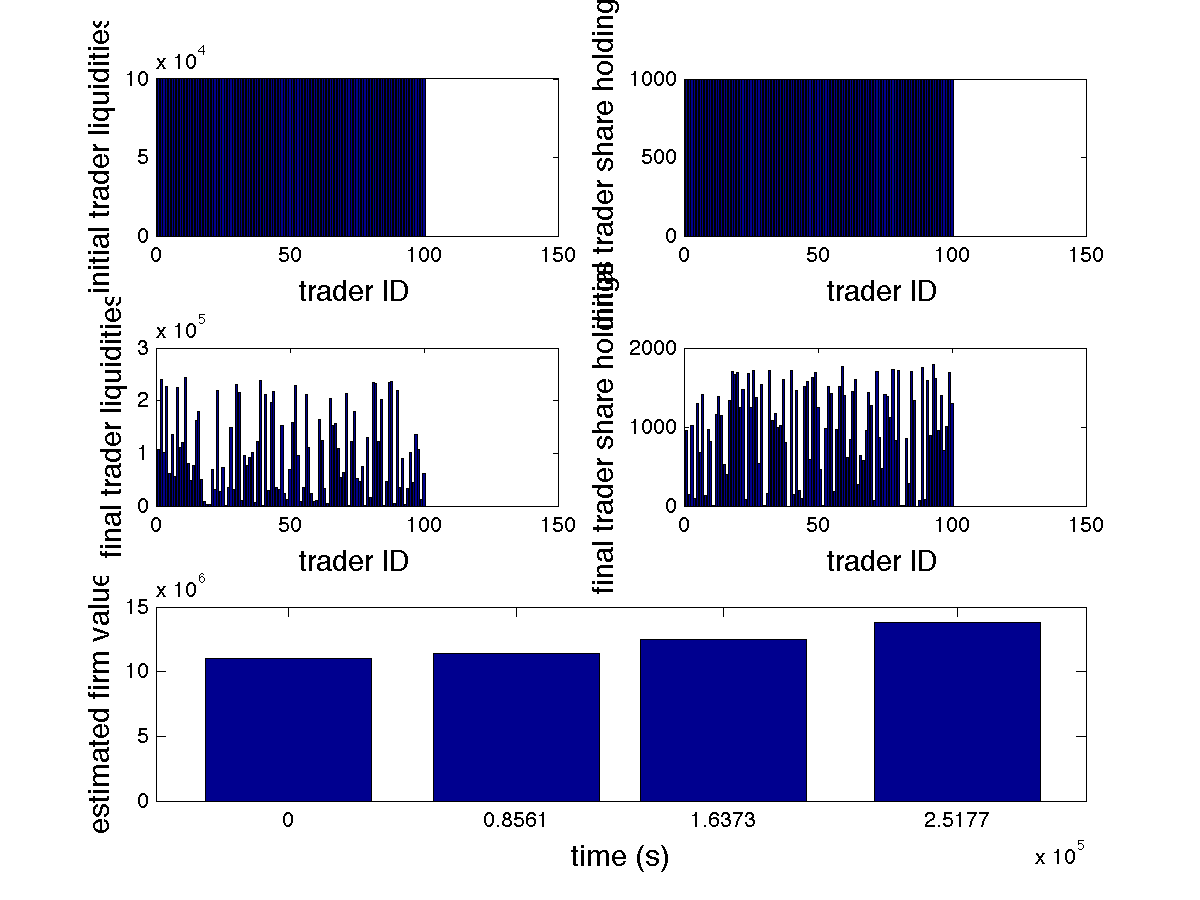 x 10^4
10
5
0
0 50 100 150
trader ID
initial trader liquidities
1000
500
0
0 50 100 150
trader ID
trader share holding
x 10^5
3
2
1
0
0 50 100 150
trader ID
final trader liquidities
2000
1000
0
0 50 100 150
trader ID
final trader share holdings
x 10^6
15
10
5
0
0 0.8561 1.6373 2.5177
x 10^5
time (s)
estimated firm value